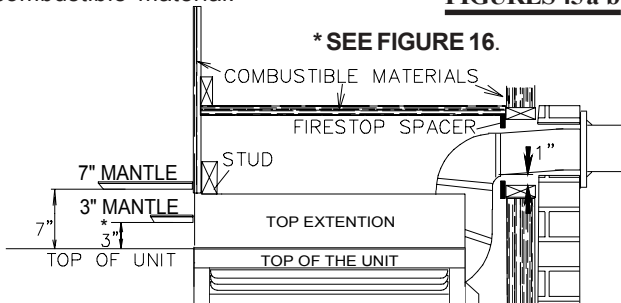 combustible material.
FIGURES 45a b
* SEE FIGURE 16.
COMBUSTIBLE MATERIALS
FIRESTOP SPACER
1"
STUD
7" MANTLE
3" MANTLE
TOP EXTENTION
7"
*
3"
TOP OF UNIT
TOP OF THE UNIT